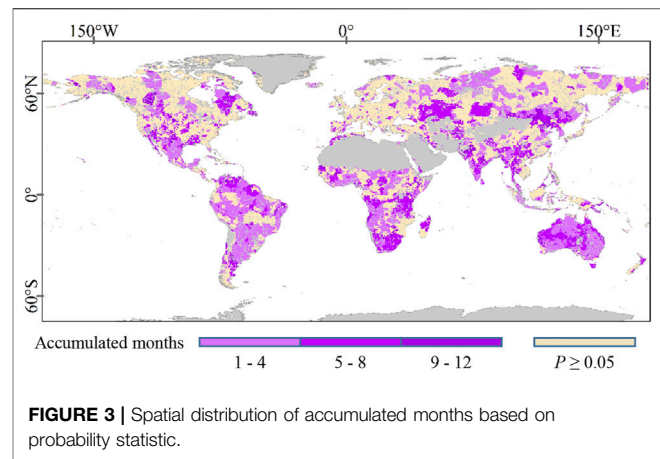 150°W 0° 150°E
60°N
0°
60°S
Accumulated months
1 - 4 5 - 8 9 - 12 P ≥ 0.05
FIGURE 3 | Spatial distribution of accumulated months based on
probability statistic.